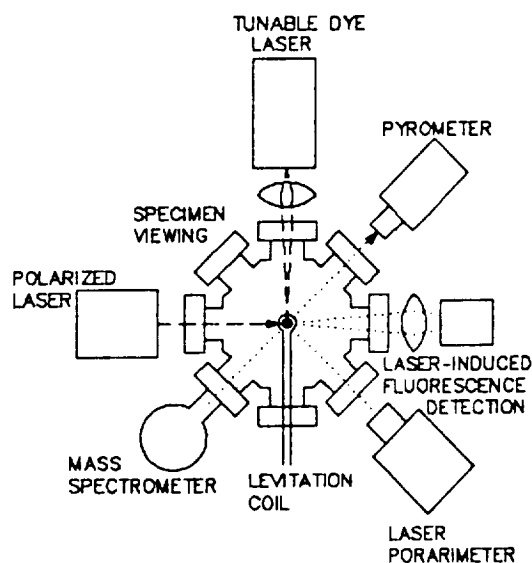 TUNABLE DYE
LASER
PYROMETER
SPECIMEN
VIEWING
POLARIZED
LASER
LASER-INDUCED
FLUORESCENCE
DETECTION
MASS
SPECTROMETER
LEVITATION
COIL
LASER
PORARIMETER